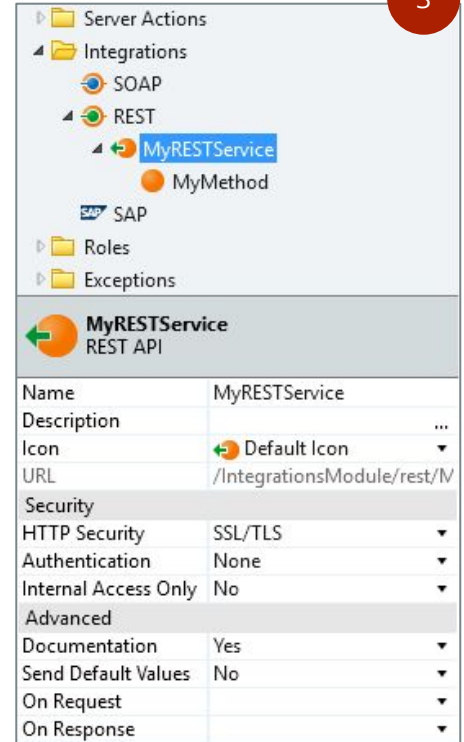 Server Actions
Integrations
SOAP
REST
MyRESTService
MyMethod
SAP SAP
Roles
Exceptions
MyRESTService
REST API
Name MyRESTService
Description ...
Icon Default Icon
URL /IntegrationsModule/rest/M
Security
HTTP Security SSL/TLS
Authentication None
Internal Access Only No
Advanced
Documentation Yes
Send Default Values No
On Request
On Response